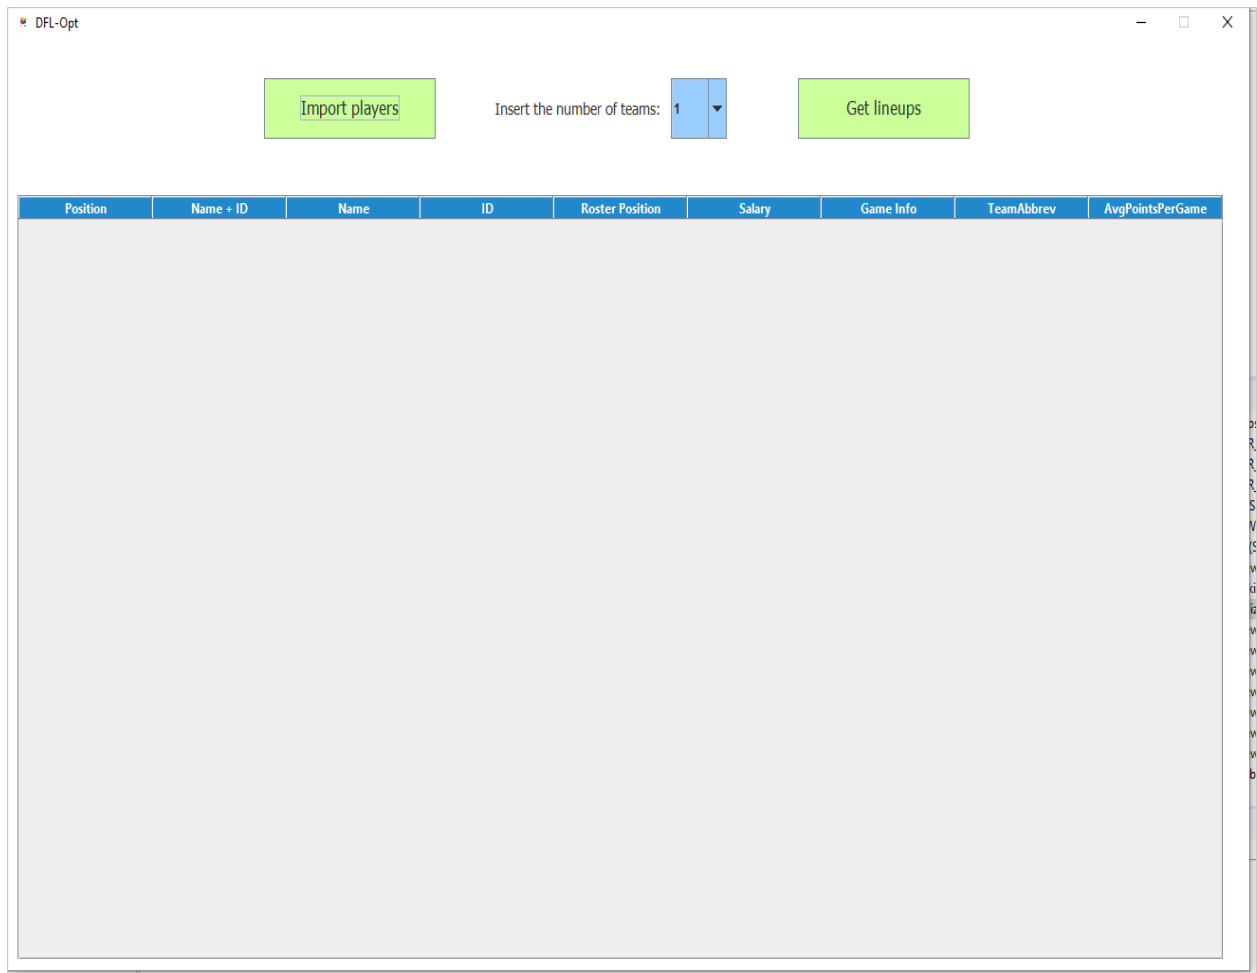 DFL-Opt
Import players
Insert the number of teams: 1
Get lineups
Position Name + ID Name ID Roster Position Salary Game Info TeamAbbrev AvgPointsPerGame